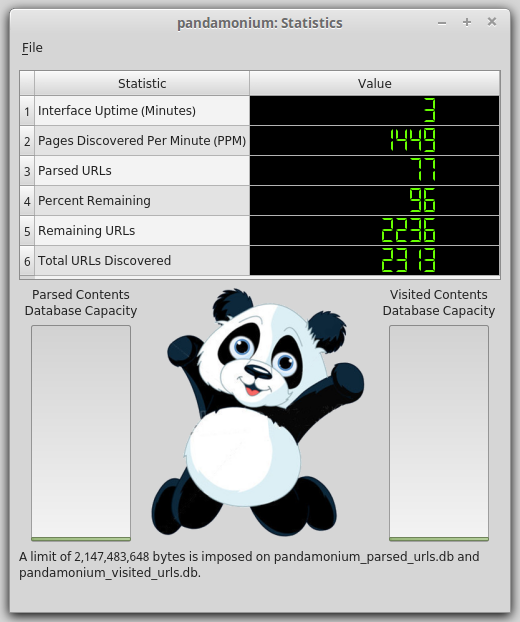 pandamonium: Statistics
File
Statistic Value
1 Interface Uptime (Minutes) 3
2 Pages Discovered Per Minute (PPM) 1449
3 Parsed URLs 77
4 Percent Remaining 96
5 Remaining URLs 2236
6 Total URLs Discovered 2313
Parsed Contents
Database Capacity
Visited Contents
Database Capacity
A limit of 2,147,483,648 bytes is imposed on pandamonium_parsed_urls.db and
pandamonium_visited_urls.db.